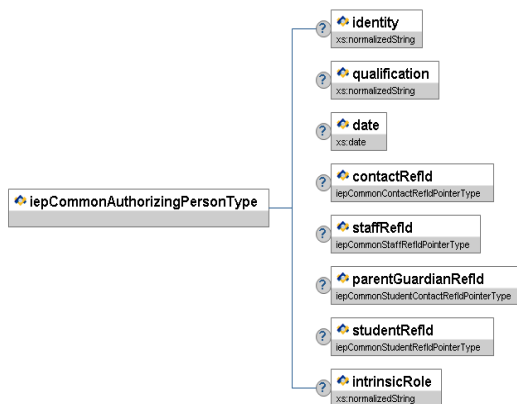 ?
identity
xs:normalizedString
?
qualification
xs:normalizedString
?
date
xs:date
?
contactRefId
iepCommonContactRefIdPointerType
iepCommonAuthorizingPersonType
?
staffRefId
iepCommonStaffRefIdPointerType
?
parentGuardianRefId
iepCommonStudentContactRefIdPointerType
?
studentRefId
iepCommonStudentRefIdPointerType
?
intrinsicRole
xs:normalizedString